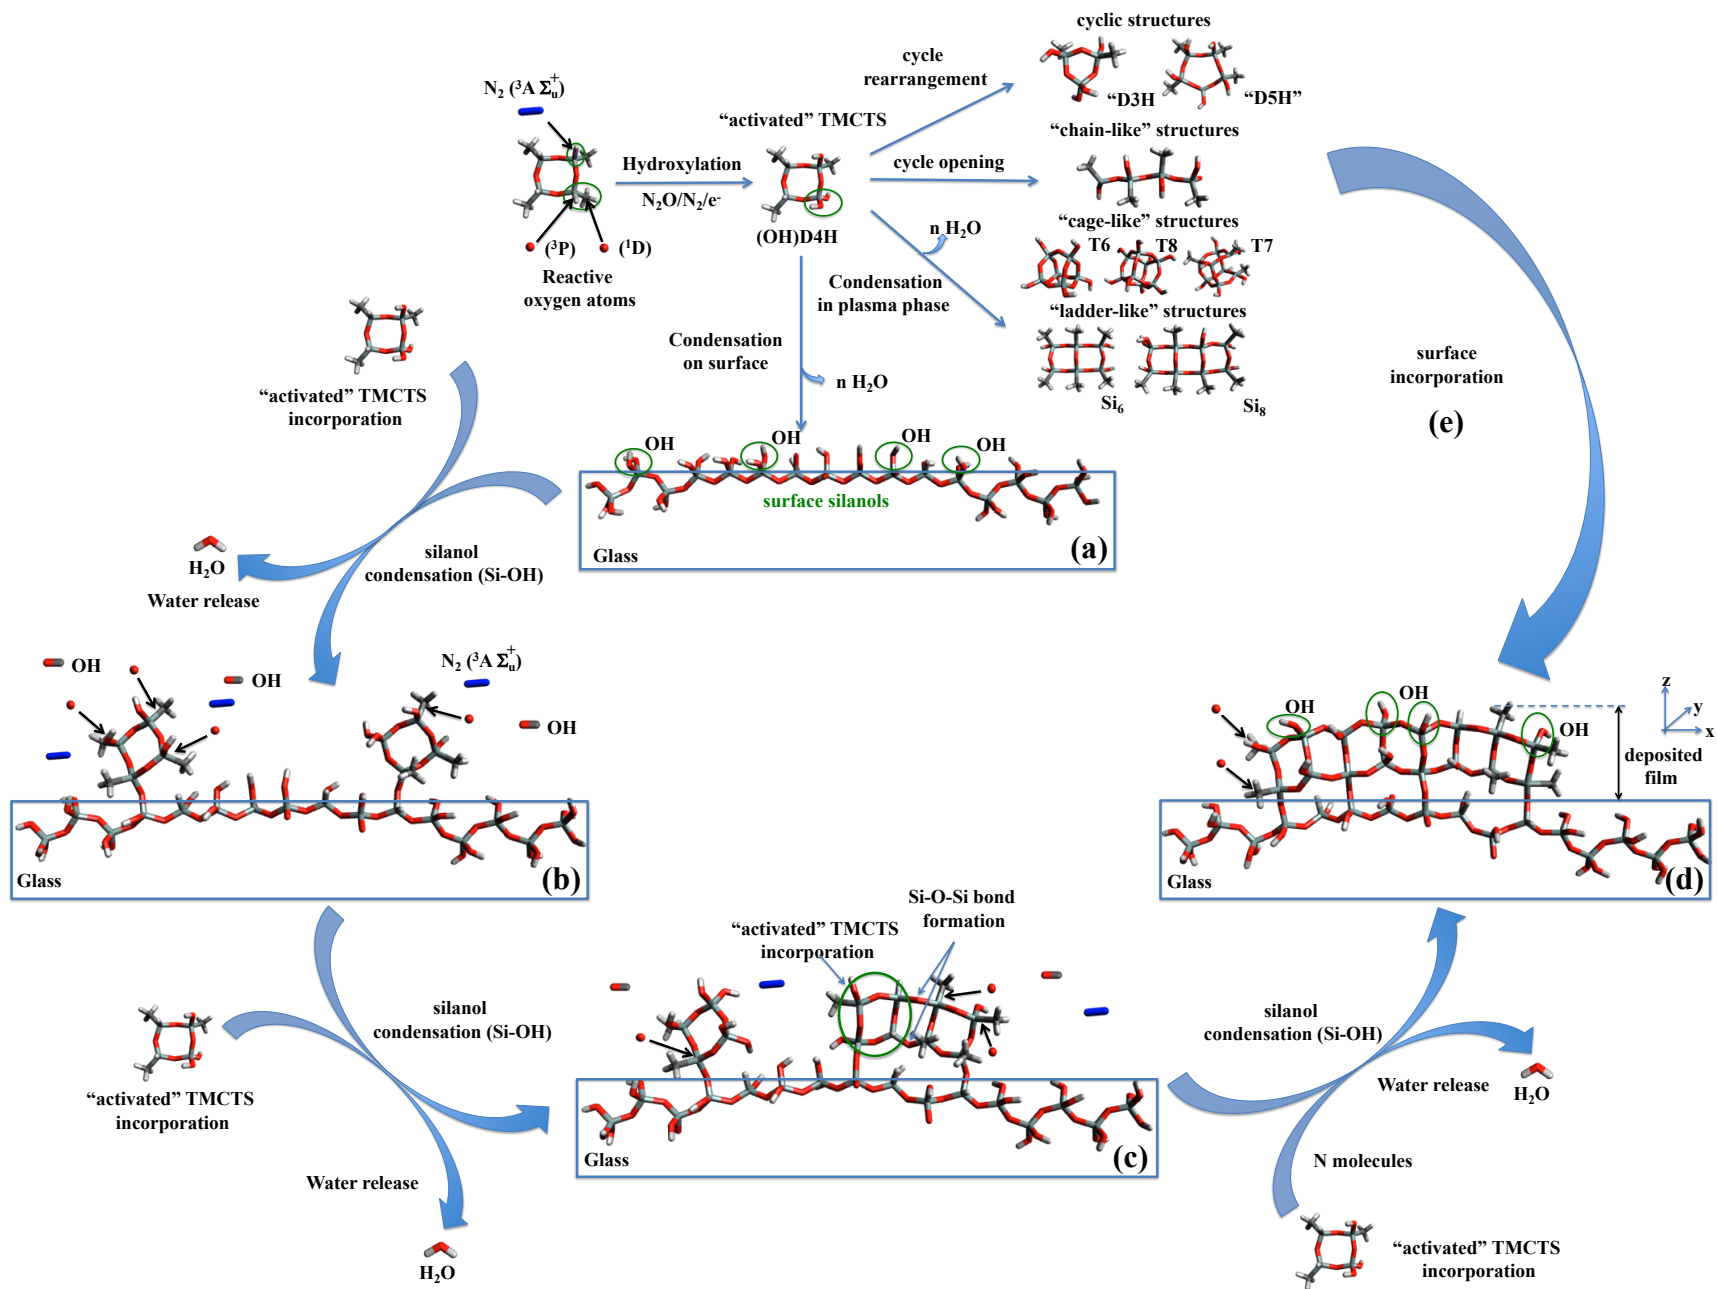 cyclic structures
cycle
rearrangement
“D3H
“D5H”
N2 (³A Σu+)
“activated” TMCTS
“chain-like” structures
Hydroxylation
N2O/N2/e-
cycle opening
“cage-like” structures
(³P)
(¹D)
(OH)D4H
n H2O
T6
T8
T7
Reactive
oxygen atoms
Condensation
in plasma phase
“ladder-like” structures
Condensation
on surface
n H2O
Si6
Si8
surface
incorporation
(e)
“activated” TMCTS
incorporation
OH
OH
OH
OH
surface silanols
Glass
(a)
silanol
condensation (Si-OH)
H2O
Water release
OH
OH
N2 (³A Σu+)
OH
Glass
(b)
OH
OH
OH
z
y
x
deposited
film
Glass
(d)
Si-O-Si bond
formation
“activated” TMCTS
incorporation
silanol
condensation (Si-OH)
“activated” TMCTS
incorporation
Water release
H2O
Glass
(c)
silanol
condensation (Si-OH)
Water release
H2O
N molecules
“activated” TMCTS
incorporation